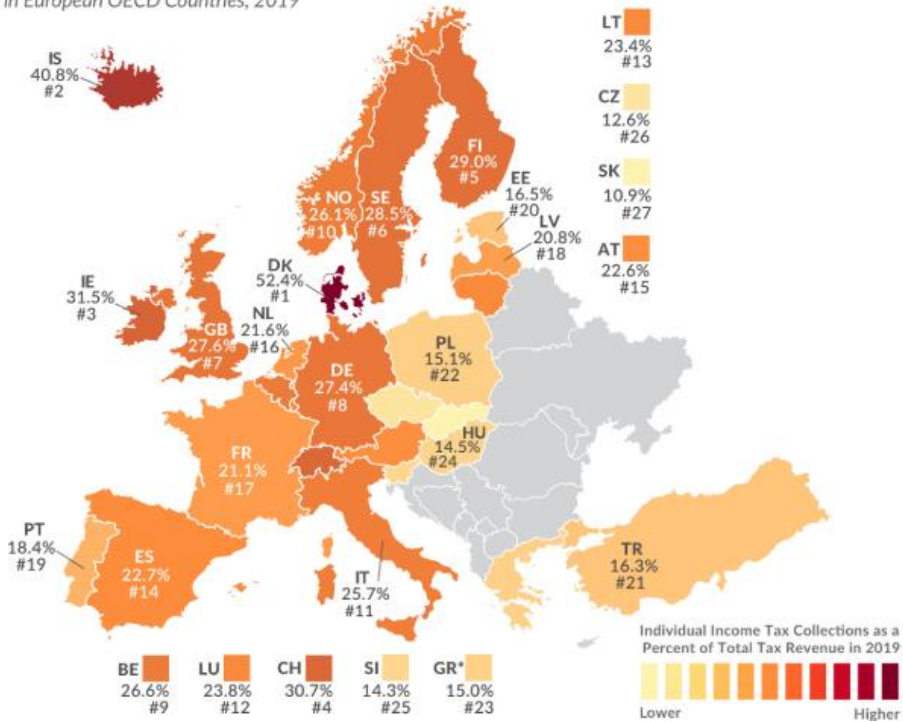 in European OECD Countries, 2019
IS
40.8%
#2
LT
23.4%
#13
CZ
12.6%
#26
SK
10.9%
#27
AT
22.6%
#15
FI
29.0%
#5
EE
16.5%
#20
LV
20.8%
#18
NO
26.1%
#10
SE
28.5%
#6
DK
52.4%
#1
IE
31.5%
#3
GB
27.6%
#7
NL
21.6%
#16
DE
27.4%
#8
PL
15.1%
#22
HU
14.5%
#24
FR
21.1%
#17
PT
18.4%
#19
ES
22.7%
#14
IT
25.7%
#11
TR
16.3%
#21
BE
26.6%
#9
LU
23.8%
#12
CH
30.7%
#4
SI
14.3%
#25
GR*
15.0%
#23
Individual Income Tax Collections as a
Percent of Total Tax Revenue in 2019
Lower
Higher